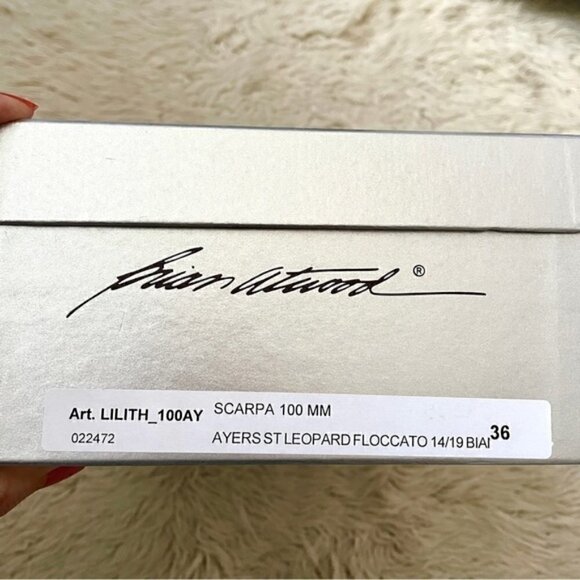 Brian Atwood ®
Art. LILITH_100AY SCARPA 100 MM
022472 AYERS ST LEOPARD FLOCCATO 14/19 BIAI 36